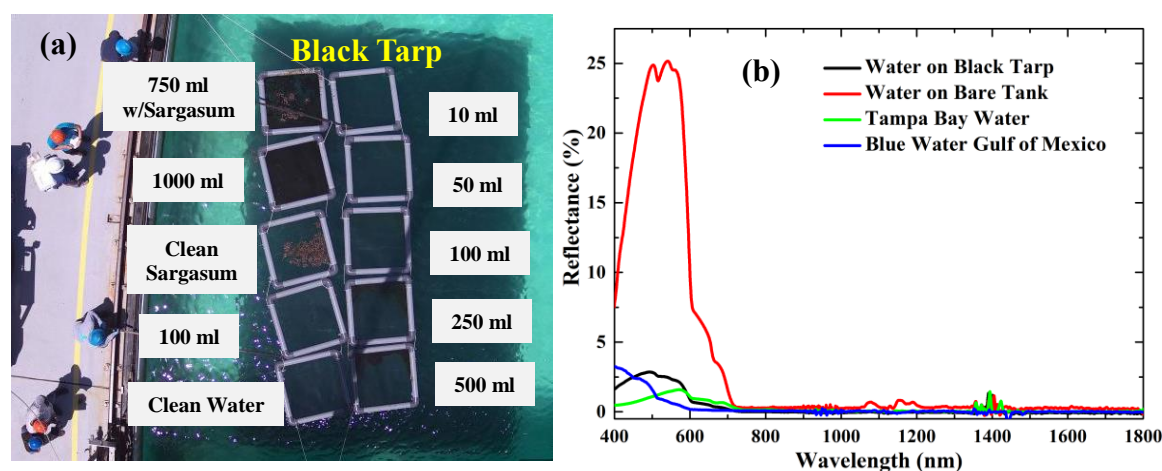 (a)
Black Tarp
750 ml
w/Sargasum
10 ml
1000 ml
50 ml
Clean
Sargasum
100 ml
100 ml
250 ml
Clean Water
500 ml
(b)
Water on Black Tarp
Water on Bare Tank
Tampa Bay Water
Blue Water Gulf of Mexico
Reflectance (%)
25
20
15
10
5
0
400 600 800 1000 1200 1400 1600 1800
Wavelength (nm)